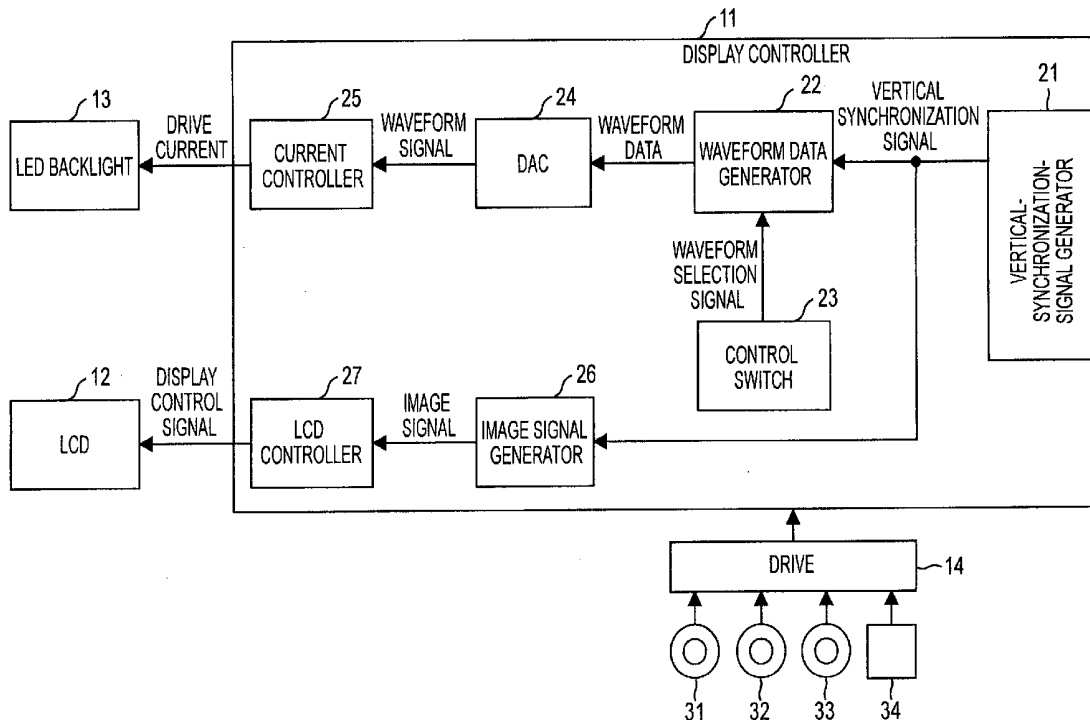 11
DISPLAY CONTROLLER
13
LED BACKLIGHT
DRIVE
CURRENT
25
CURRENT
CONTROLLER
WAVEFORM
SIGNAL
24
DAC
WAVEFORM
DATA
22
WAVEFORM DATA
GENERATOR
VERTICAL
SYNCHRONIZATION
SIGNAL
21
VERTICAL-
SYNCHRONIZATION-
SIGNAL GENERATOR
WAVEFORM
SELECTION
SIGNAL
23
CONTROL
SWITCH
12
LCD
DISPLAY
CONTROL
SIGNAL
27
LCD
CONTROLLER
IMAGE
SIGNAL
26
IMAGE SIGNAL
GENERATOR
DRIVE
14
31
32
33
34